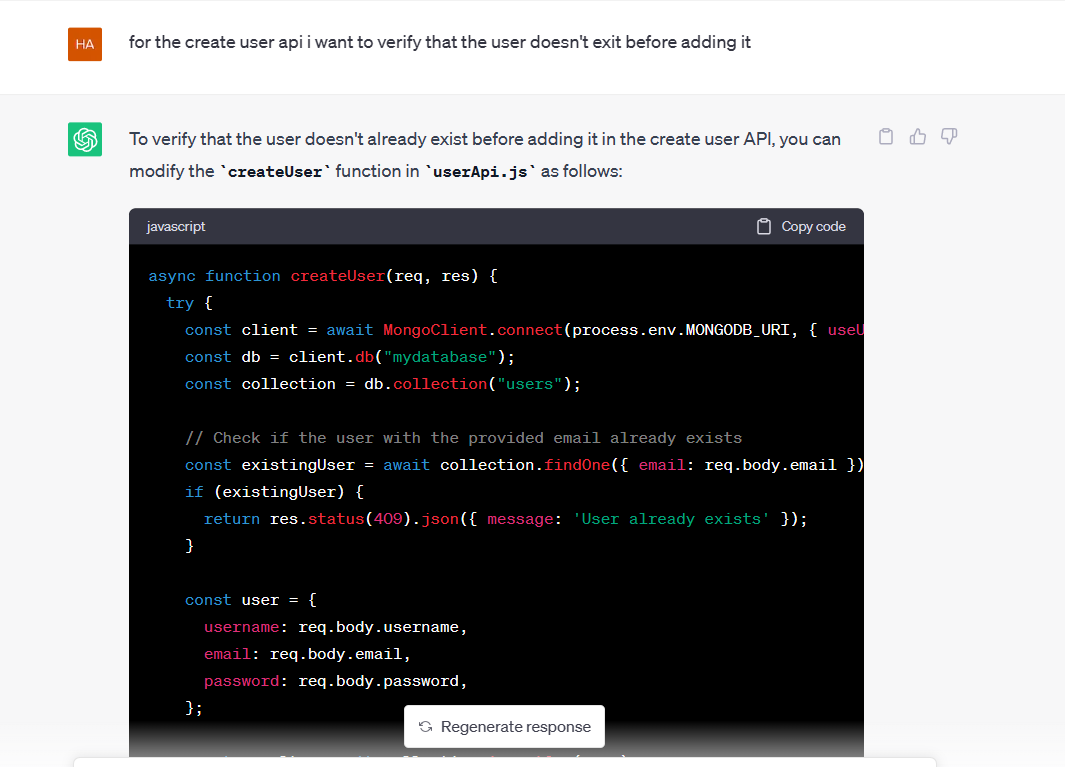 HA
for the create user api i want to verify that the user doesn't exit before adding it
To verify that the user doesn't already exist before adding it in the create user API, you can
modify the `createUser` function in `userApi.js` as follows:
javascript
Copy code
async function createUser(req, res) {
try {
const client = await MongoClient.connect(process.env.MONGODB_URI, { useU
const db = client.db("mydatabase");
const collection = db.collection("users");
// Check if the user with the provided email already exists
const existingUser = await collection.findOne({ email: req.body.email })
if (existingUser) {
return res.status(409).json({ message: 'User already exists' });
}
const user = {
username: req.body.username,
email: req.body.email,
password: req.body.password,
};
Regenerate response